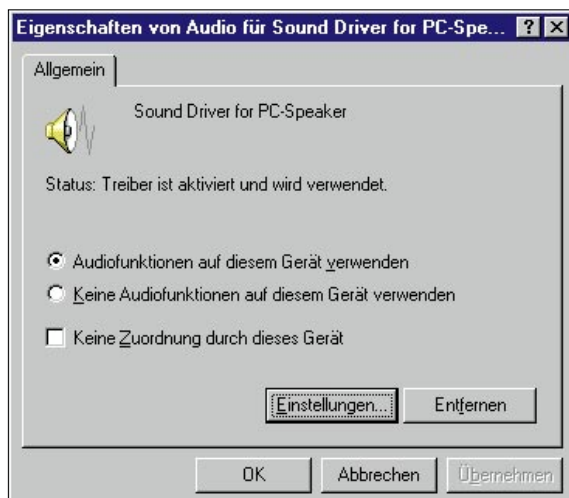 Eigenschaften von Audio für Sound Driver for PC-Spe...
Allgemein
Sound Driver for PC-Speaker
Status: Treiber ist aktiviert und wird verwendet.
Audiofunktionen auf diesem Gerät verwenden
Keine Audiofunktionen auf diesem Gerät verwenden
Keine Zuordnung durch dieses Gerät
Einstellungen... Entfernen
OK Abbrechen Übernehmen